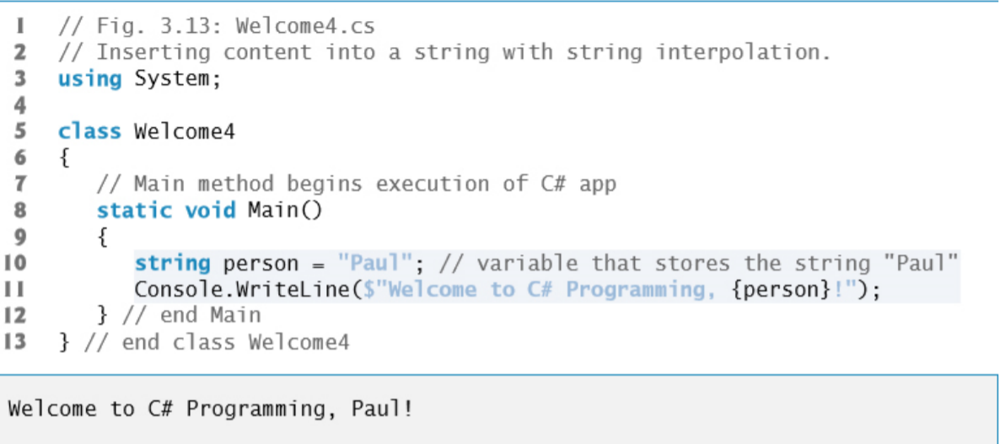 1 // Fig. 3.13: Welcome4.cs
2 // Inserting content into a string with string interpolation.
3 using System;
4
5 class Welcome4
6 {
7 // Main method begins execution of C# app
8 static void Main()
9 {
10 string person = "Paul"; // variable that stores the string "Paul"
11 Console.WriteLine($"Welcome to C# Programming, {person}!");
12 } // end Main
13 } // end class Welcome4
Welcome to C# Programming, Paul!